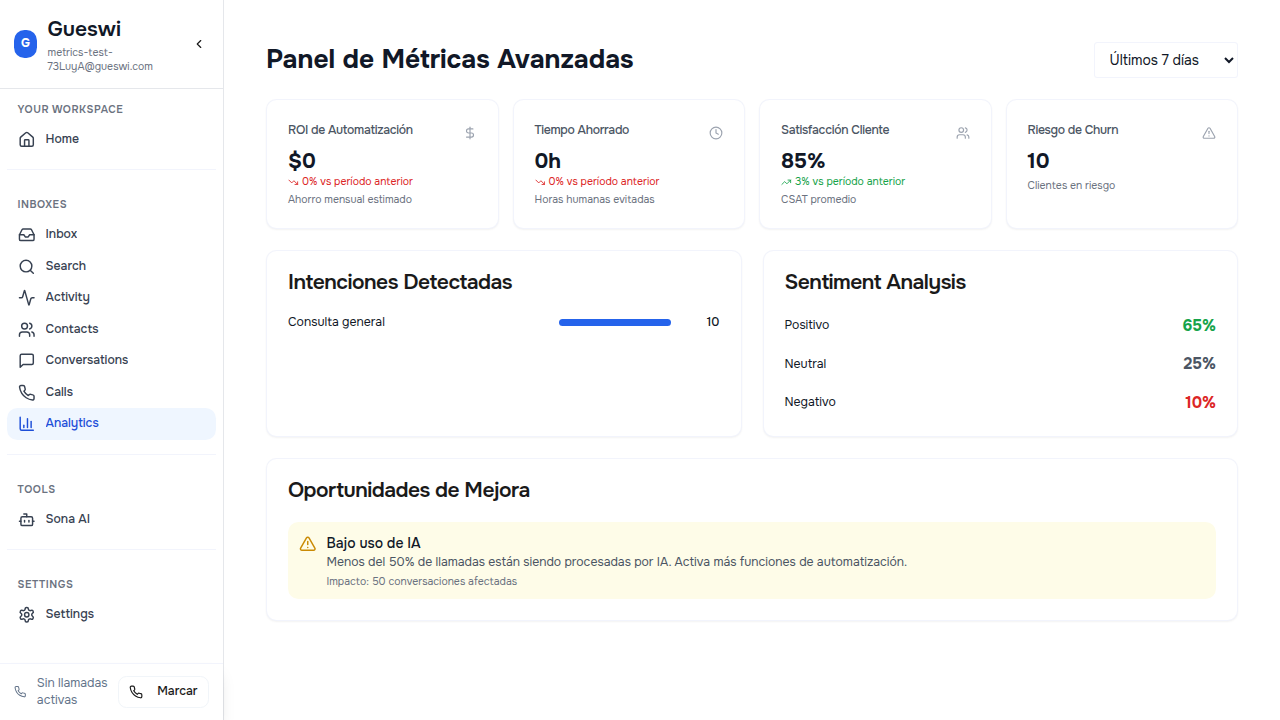 G
Gueswi
metrics-test-
73LuyA@gueswi.com
YOUR WORKSPACE
Home
INBOXES
Inbox
Search
Activity
Contacts
Conversations
Calls
Analytics
TOOLS
Sona AI
SETTINGS
Settings
Sin llamadas
activas
Marcar
Panel de Métricas Avanzadas
Últimos 7 días
ROI de Automatización
$0
0% vs período anterior
Ahorro mensual estimado
Tiempo Ahorrado
0h
0% vs período anterior
Horas humanas evitadas
Satisfacción Cliente
85%
3% vs período anterior
CSAT promedio
Riesgo de Churn
10
Clientes en riesgo
Intenciones Detectadas
Consulta general 10
Sentiment Analysis
Positivo 65%
Neutral 25%
Negativo 10%
Oportunidades de Mejora
Bajo uso de IA
Menos del 50% de llamadas están siendo procesadas por IA. Activa más funciones de automatización.
Impacto: 50 conversaciones afectadas